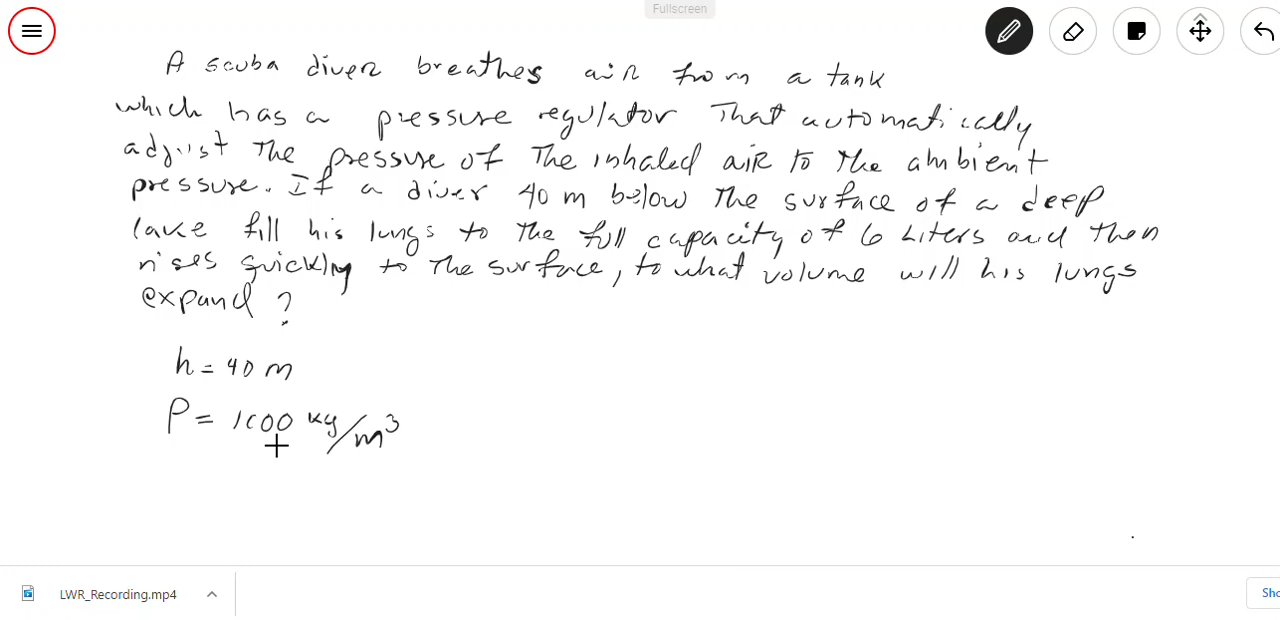 Fullscreen
A scuba diver breathes air from a tank
which has a pressure regulator That automatically
adjust The pressure of The inhaled air to The ambient
pressure. If a diver 40 m below The surface of a deep
lake fill his lungs to The full capacity of 6 Liters and Then
rises quickly to The surface, to what volume will his lungs
expand?
h = 40 m
ρ = 1000 kg/m³
LWR_Recording.mp4
Sho